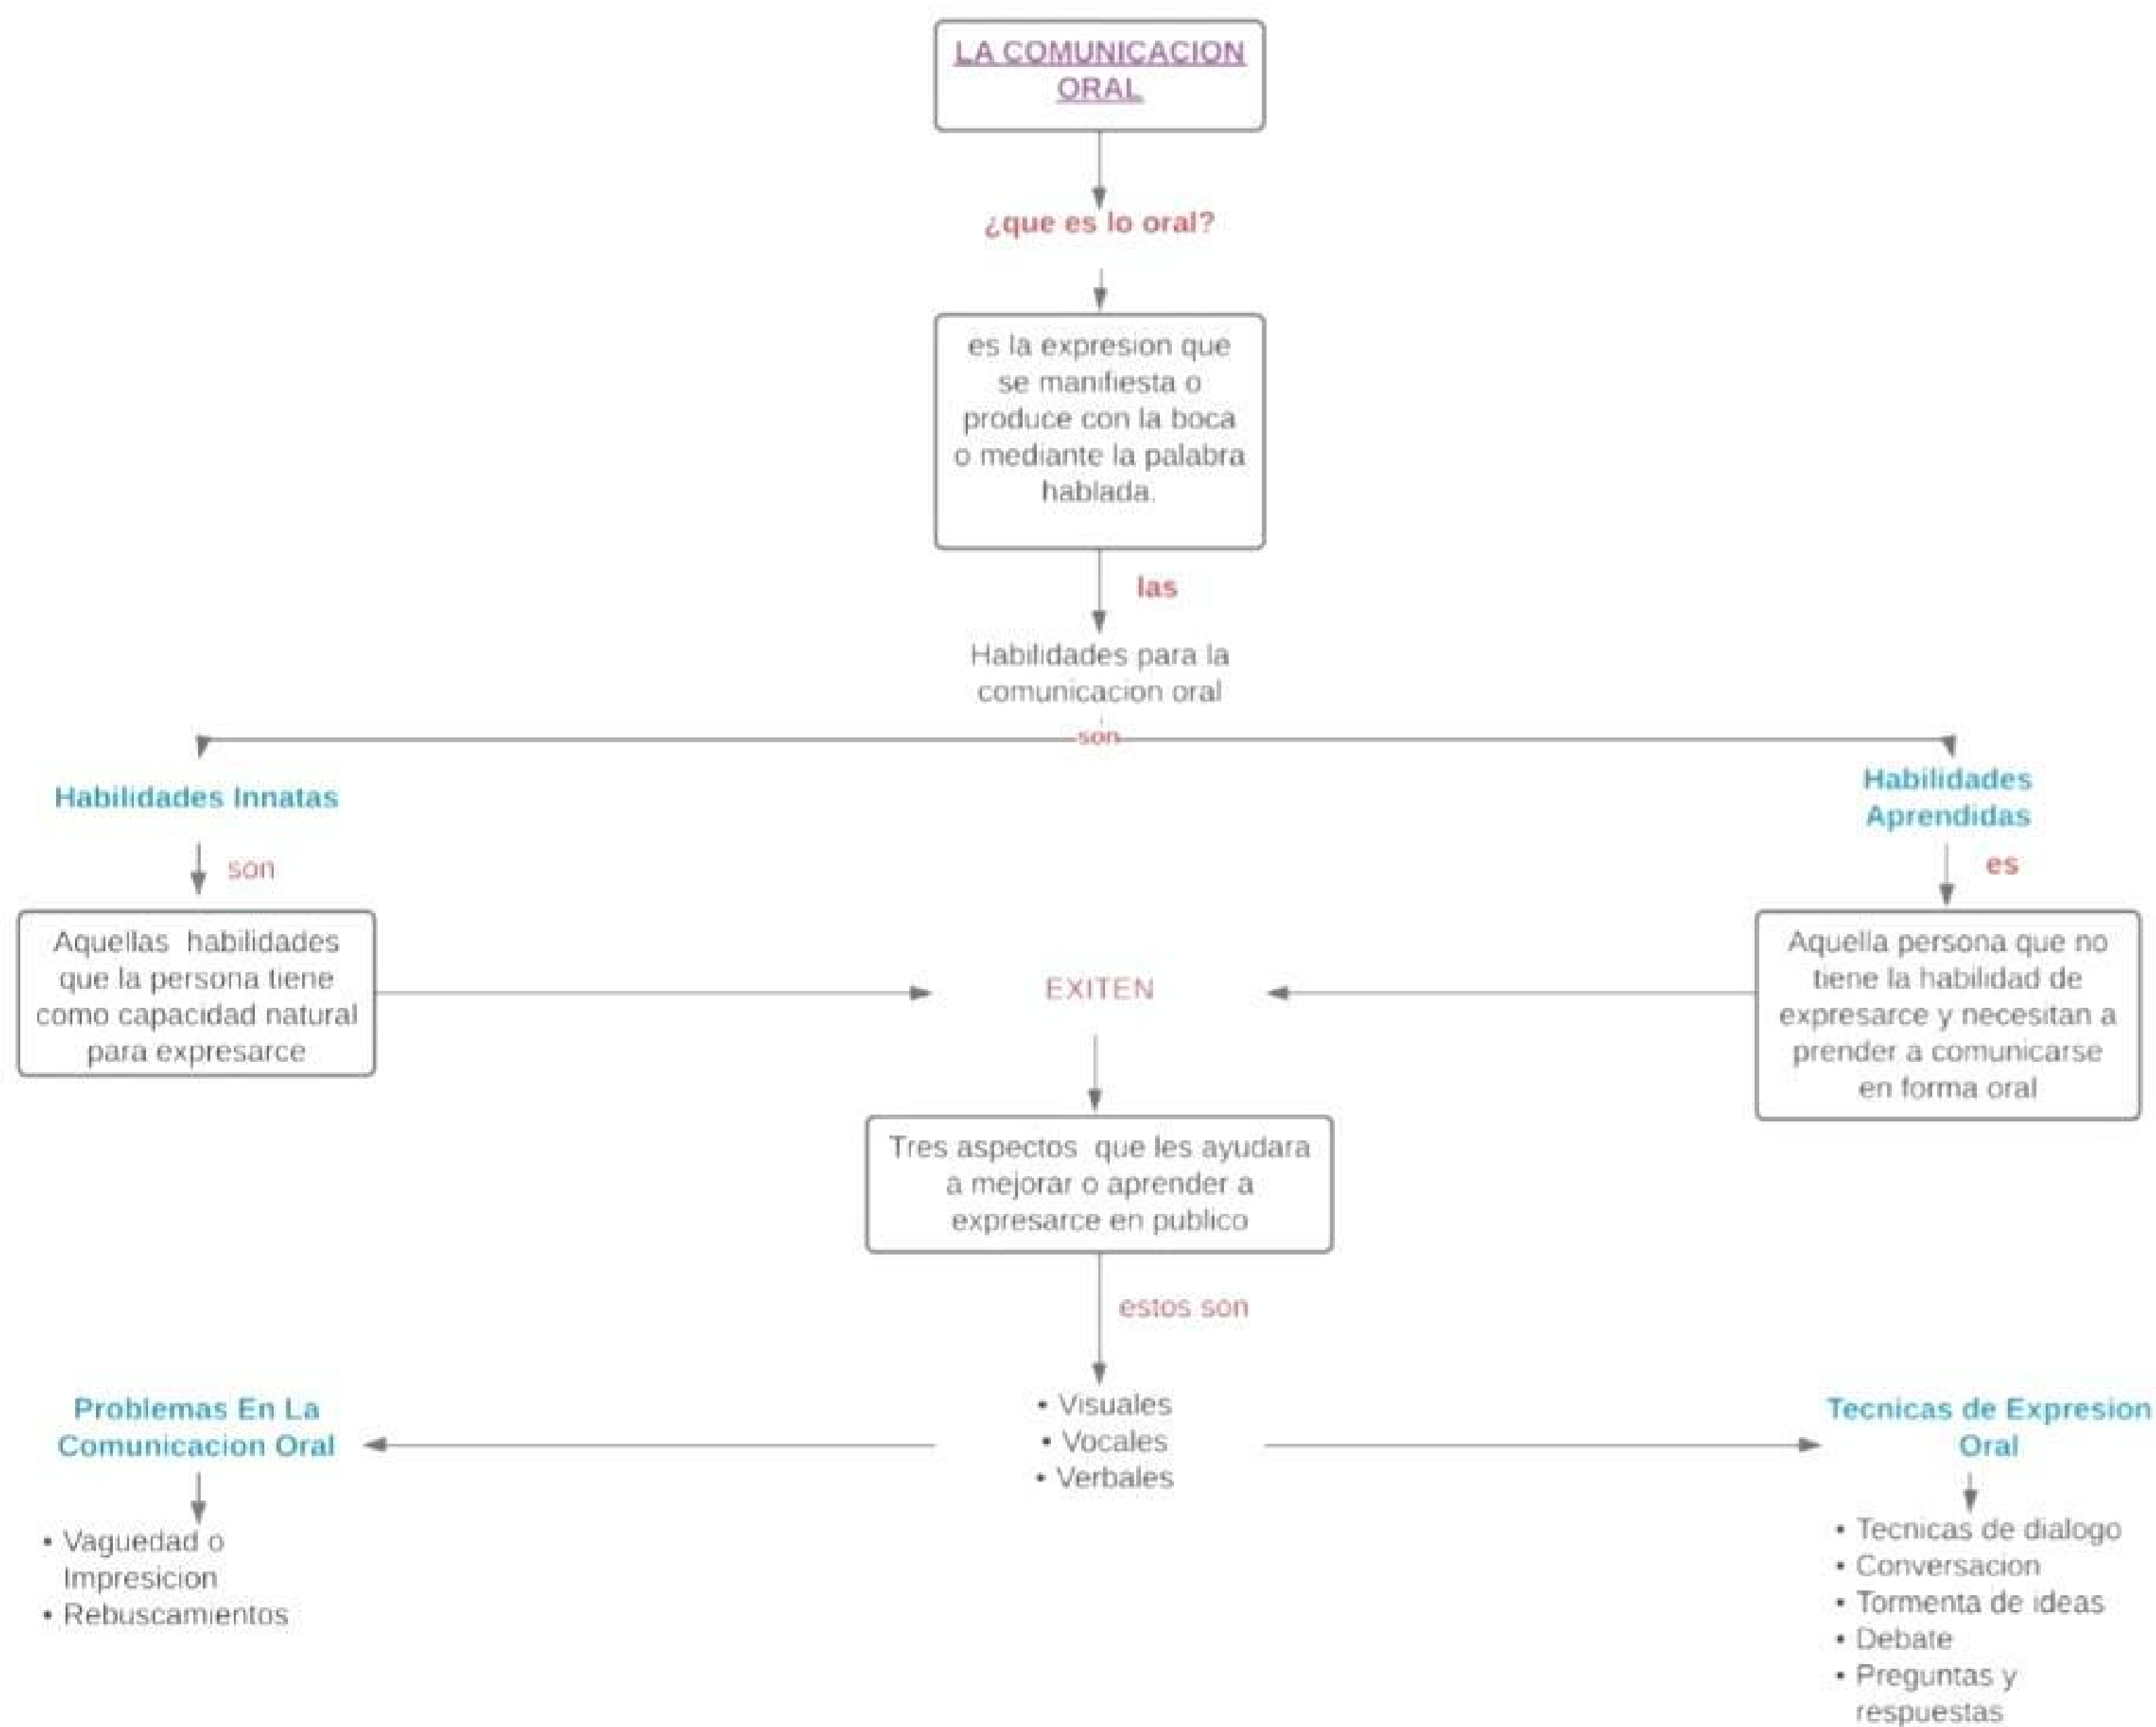 LA COMUNICACION
ORAL
¿que es lo oral?
es la expresion que
se manifiesta o
produce con la boca
o mediante la palabra
hablada.
las
Habilidades para la
comunicacion oral
son
Habilidades Innatas
son
Aquellas habilidades
que la persona tiene
como capacidad natural
para expresarce
Habilidades
Aprendidas
es
Aquella persona que no
tiene la habilidad de
expresarce y necesitan a
prender a comunicarse
en forma oral
EXITEN
Tres aspectos que les ayudara
a mejorar o aprender a
expresarce en publico
estos son
• Visuales
• Vocales
• Verbales
Problemas En La
Comunicacion Oral
• Vaguedad o
Impresicion
• Rebuscamientos
Tecnicas de Expresion
Oral
• Tecnicas de dialogo
• Conversacion
• Tormenta de ideas
• Debate
• Preguntas y
respuestas